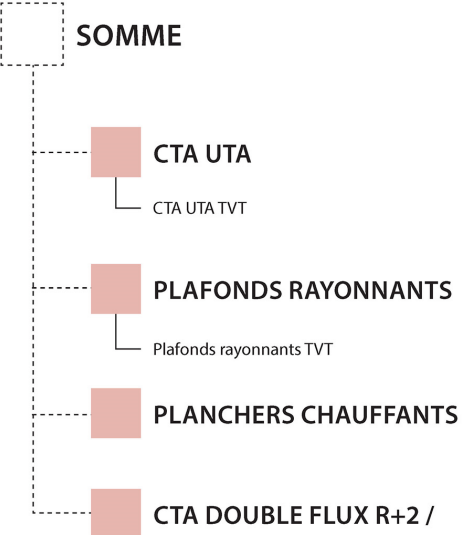 SOMME
CTA UTA
CTA UTA TVT
PLAFONDS RAYONNANTS
Plafonds rayonnants TVT
PLANCHERS CHAUFFANTS
CTA DOUBLE FLUX R+2 /